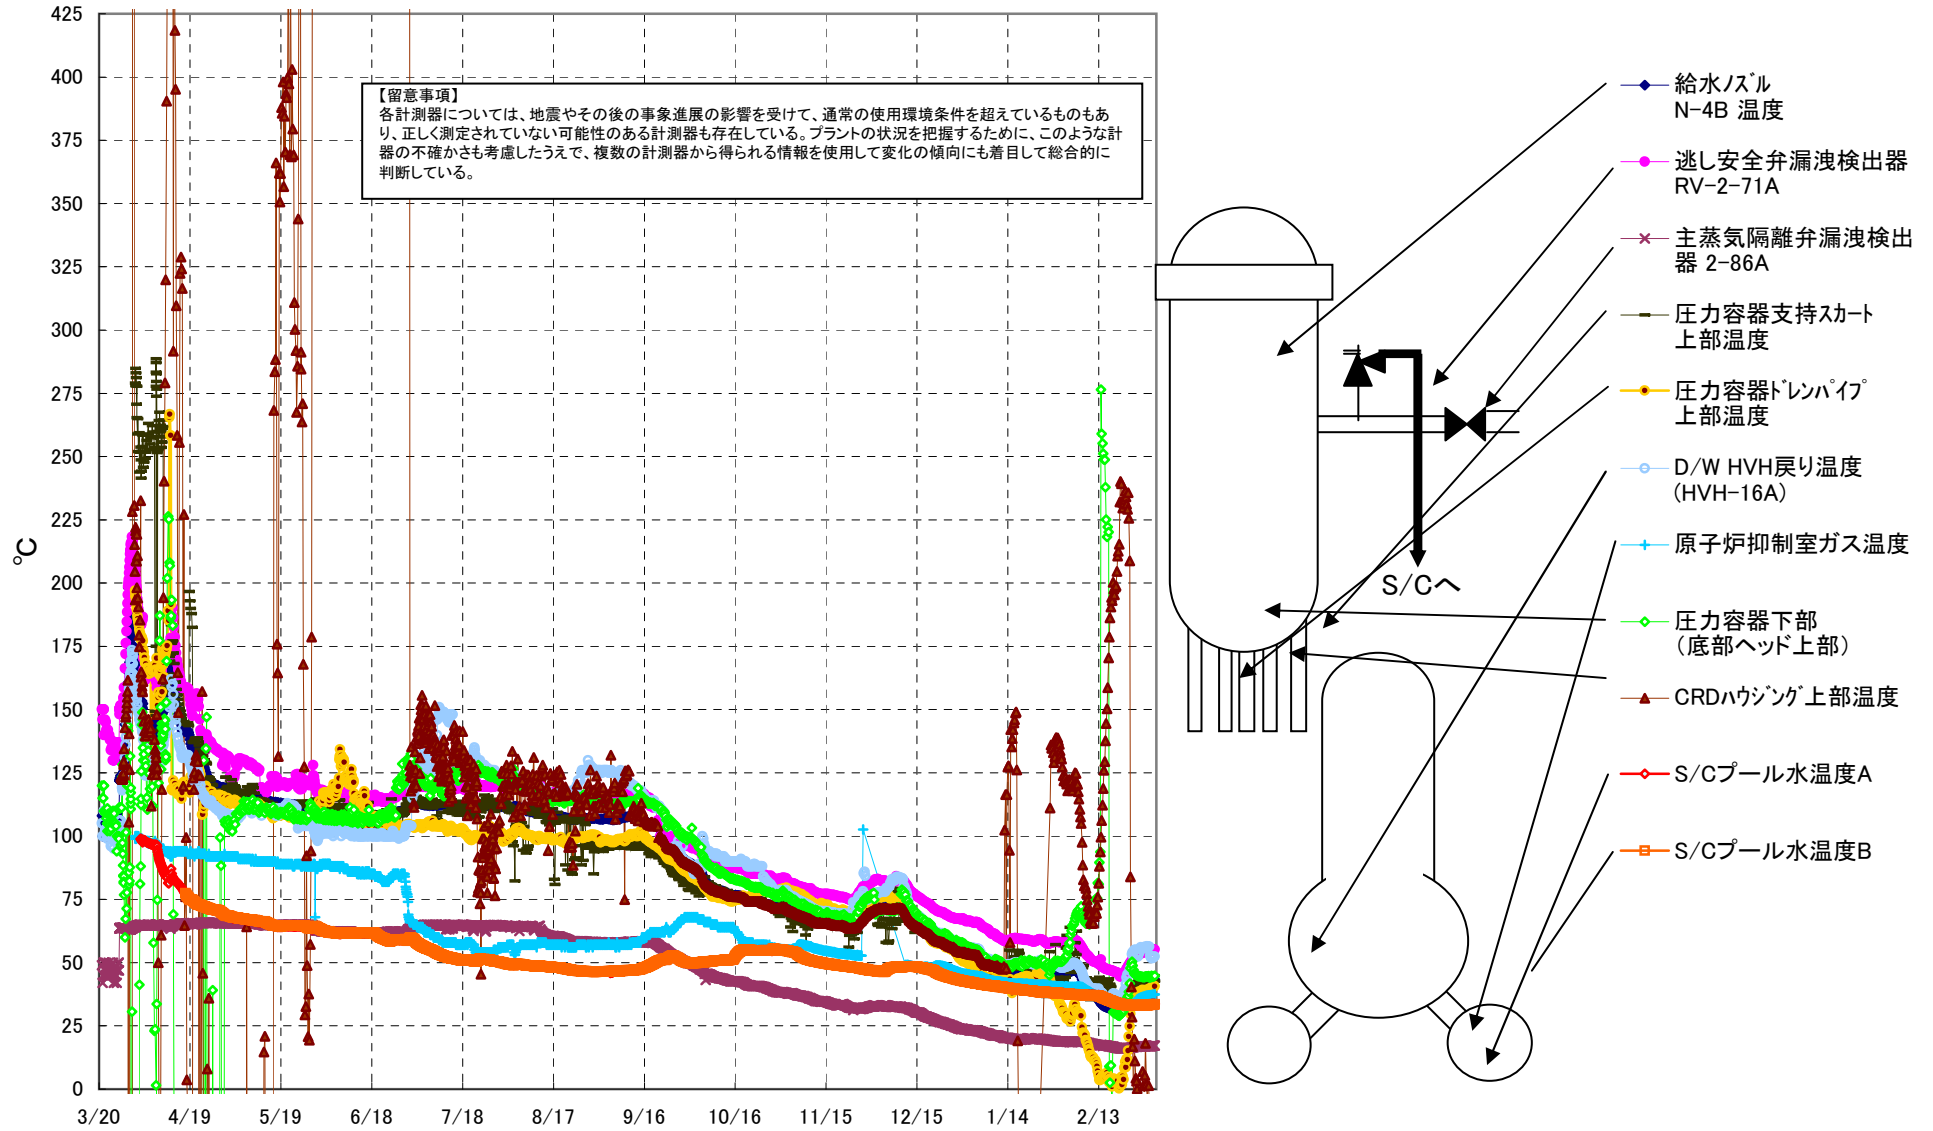 425
400
375
350
325
300
275
250
225
200
175
150
125
100
75
50
25
0
℃
3/20
4/19
5/19
6/18
7/18
8/17
9/16
10/16
11/15
12/15
1/14
2/13
【留意事項】
各計測器については、地震やその後の事象進展の影響を受けて、通常の使用環境条件を超えているものもあ
り、正しく測定されていない可能性のある計測器も存在している。プラントの状況を把握するために、このような計
器の不確かさも考慮したうえで、複数の計測器から得られる情報を使用して変化の傾向にも着目して総合的に
判断している。
S/Cへ
給水ノズル
N-4B 温度
逃し安全弁漏洩検出器
RV-2-71A
主蒸気隔離弁漏洩検出
器 2-86A
圧力容器支持スカート
上部温度
圧力容器ドレンパイプ
上部温度
D/W HVH戻り温度
(HVH-16A)
原子炉抑制室ガス温度
圧力容器下部
（底部ヘッド上部）
CRDハウジング上部温度
S/Cプール水温度A
S/Cプール水温度B